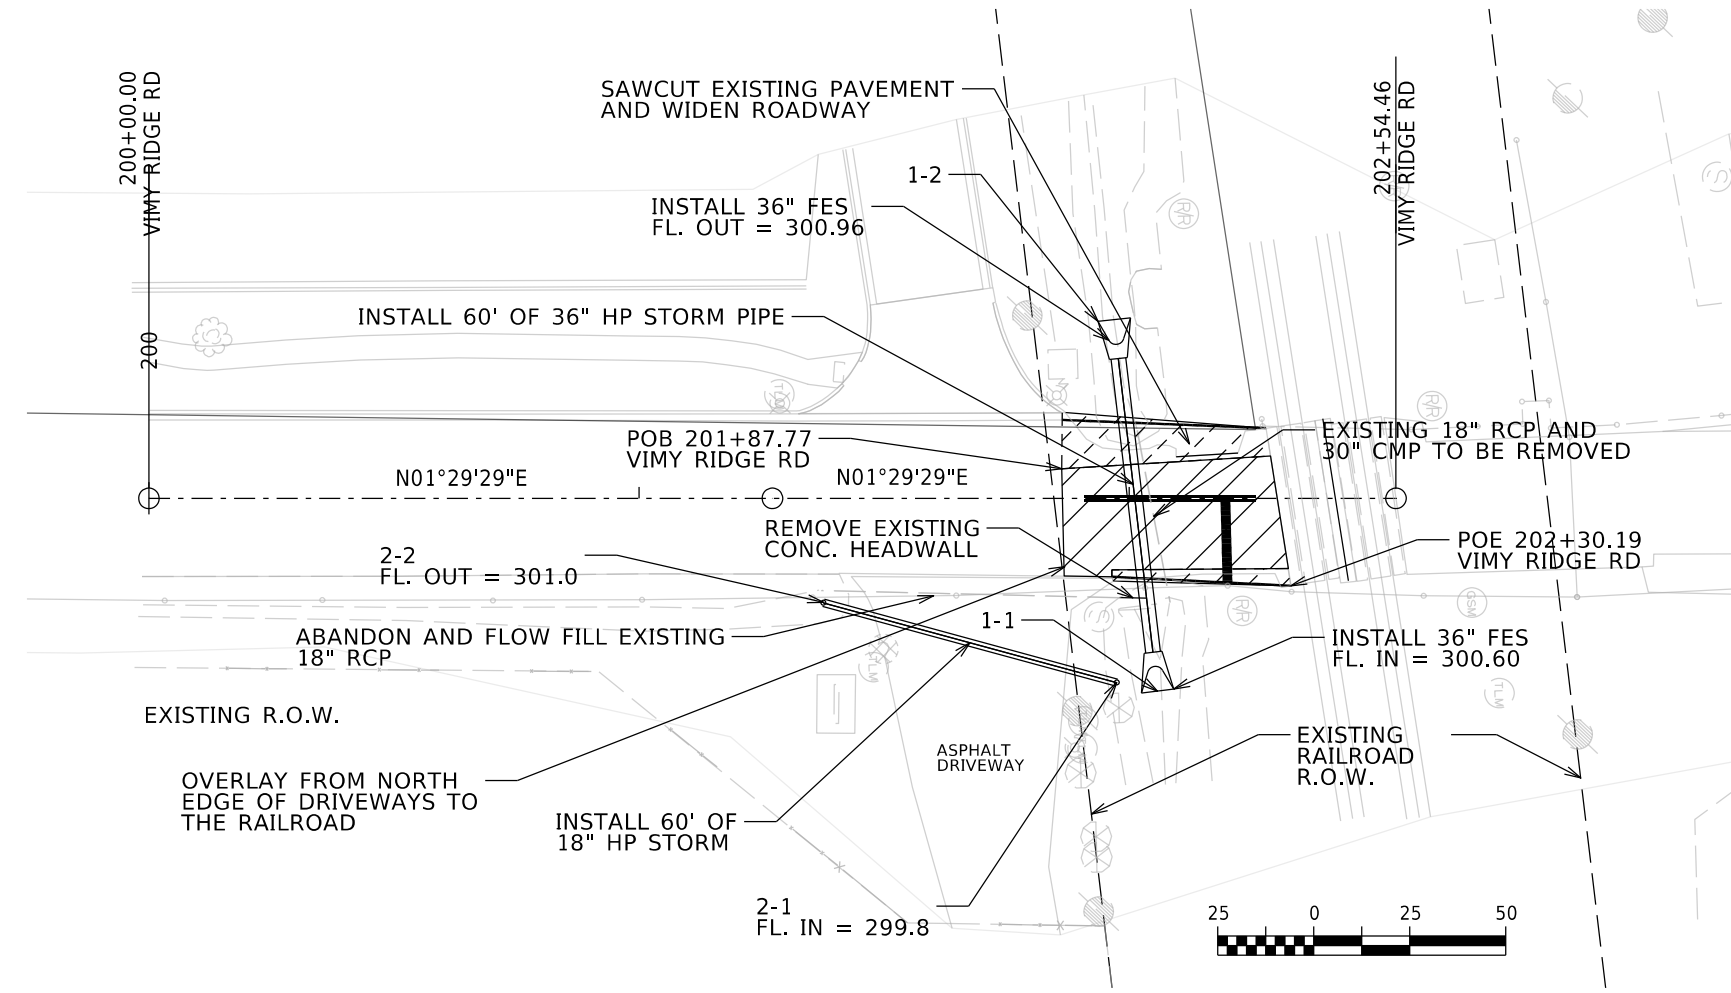 200+00.00
VIMY RIDGE RD
200
SAWCUT EXISTING PAVEMENT
AND WIDEN ROADWAY
1-2
INSTALL 36" FES
FL. OUT = 300.96
INSTALL 60' OF 36" HP STORM PIPE
202+54.46
VIMY RIDGE RD
R/R
S
TLM
R/R
POB 201+87.77
VIMY RIDGE RD
EXISTING 18" RCP AND
30" CMP TO BE REMOVED
N01°29'29"E
N01°29'29"E
REMOVE EXISTING
CONC. HEADWALL
POE 202+30.19
VIMY RIDGE RD
2-2
FL. OUT = 301.0
S
R/R
GSM
1-1
ABANDON AND FLOW FILL EXISTING
18" RCP
INSTALL 36" FES
FL. IN = 300.60
TLM
TLM
EXISTING R.O.W.
EXISTING
RAILROAD
R.O.W.
ASPHALT
DRIVEWAY
OVERLAY FROM NORTH
EDGE OF DRIVEWAYS TO
THE RAILROAD
INSTALL 60' OF
18" HP STORM
2-1
FL. IN = 299.8
25 0 25 50